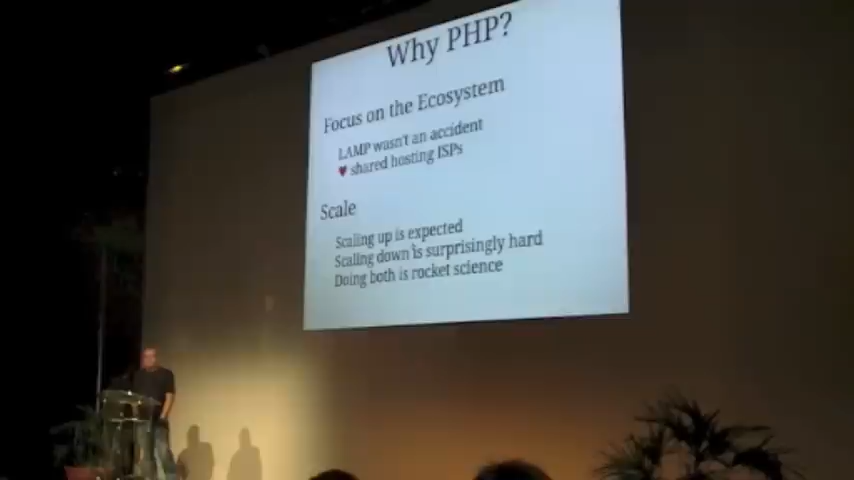 Why PHP?
Focus on the Ecosystem
LAMP wasn't an accident
♥ shared hosting ISPs
Scale
Scaling up is expected
Scaling down is surprisingly hard
Doing both is rocket science